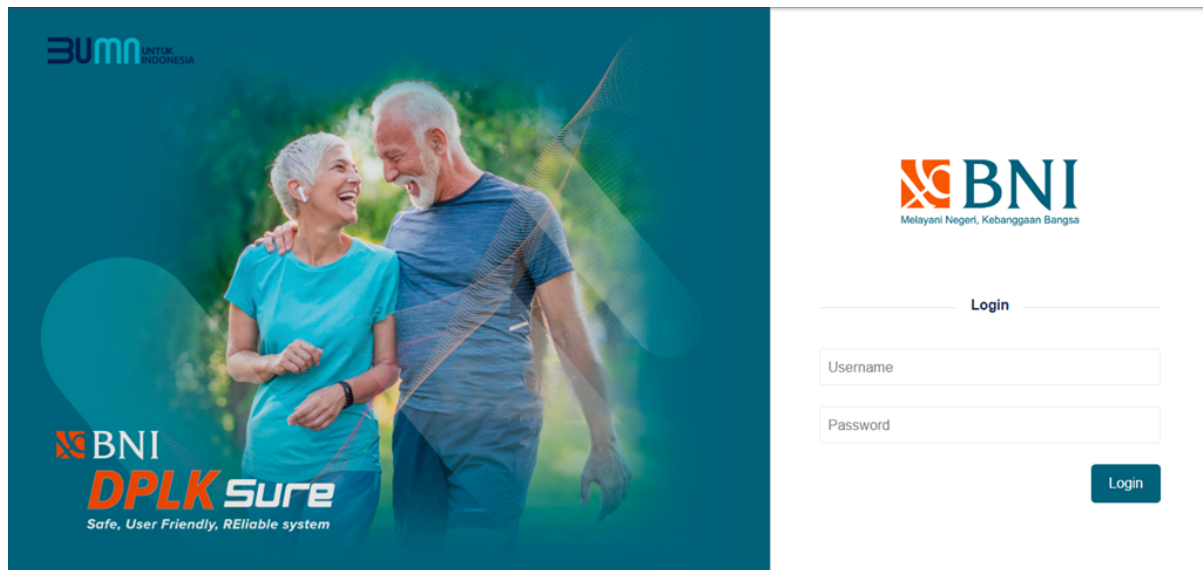 BUMN UNTUK
INDONESIA
BNI
DPLK Sure
Safe, User Friendly, REliable system
BNI
Melayani Negeri, Kebanggaan Bangsa
Login
Username
Password
Login